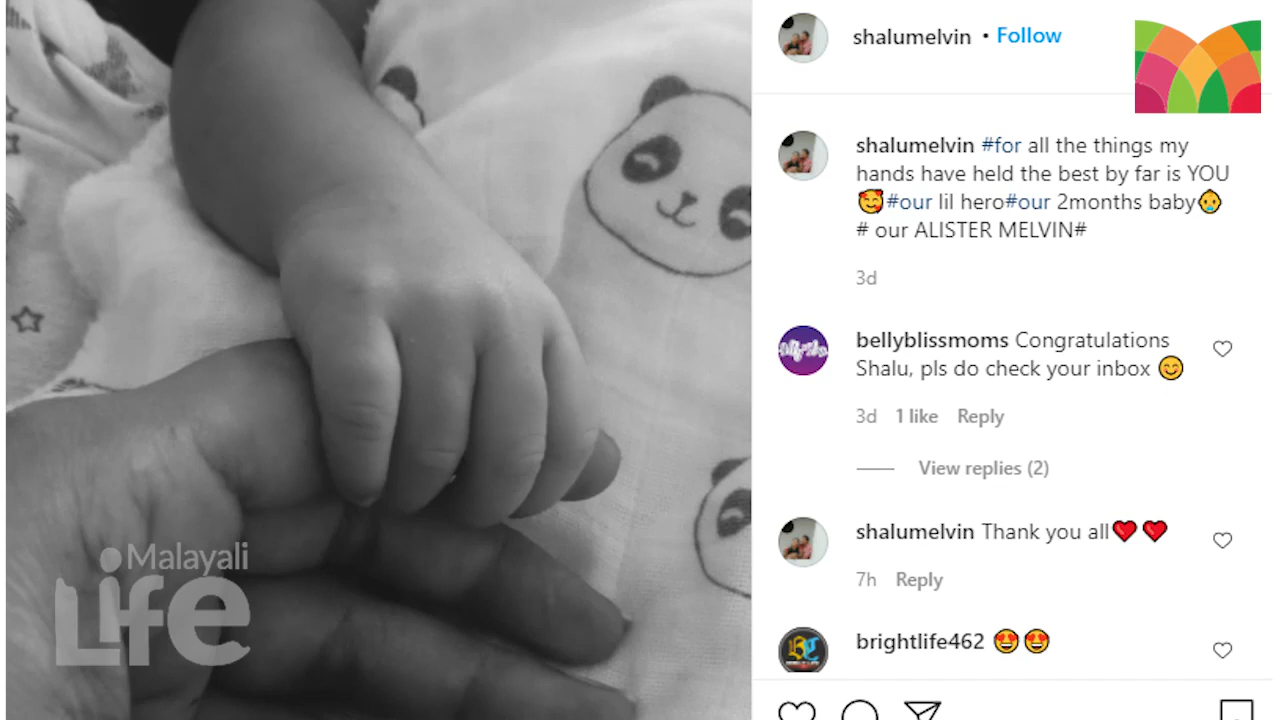 shalumelvin • Follow
shalumelvin #for all the things my
hands have held the best by far is YOU
🥰#our lil hero#our 2months baby👶
# our ALISTER MELVIN#
3d
bellyblissmoms Congratulations
Shalu, pls do check your inbox 😊
3d 1 like Reply
View replies (2)
shalumelvin Thank you all❤️❤️
7h Reply
brightlife462 😍😍
Malayali
Life